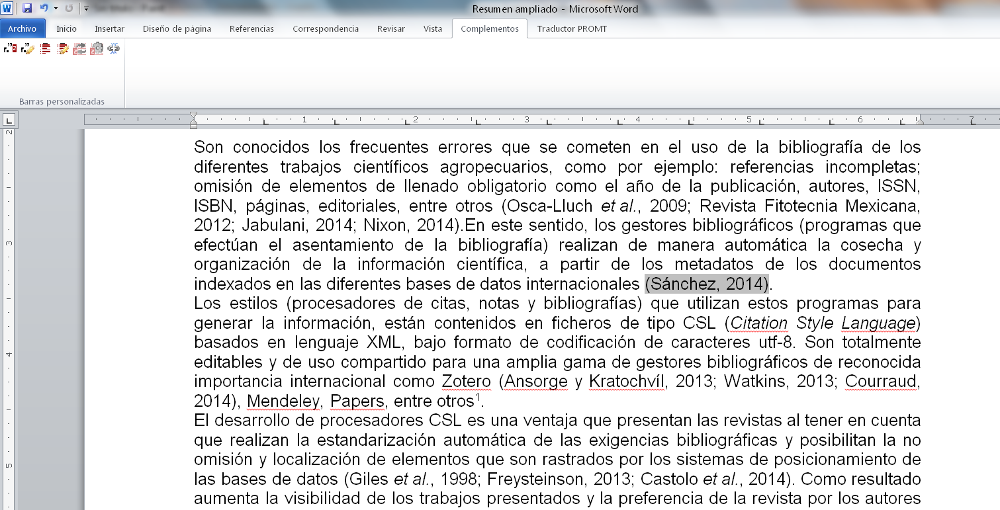 Resumen ampliado - Microsoft Word
Archivo Inicio Insertar Diseño de página Referencias Correspondencia Revisar Vista Complementos Traductor PROMT
Barras personalizadas
1 2 3 4 5 6 7
2
3
4
5
Son conocidos los frecuentes errores que se cometen en el uso de la bibliografía de los
diferentes trabajos científicos agropecuarios, como por ejemplo: referencias incompletas;
omisión de elementos de llenado obligatorio como el año de la publicación, autores, ISSN,
ISBN, páginas, editoriales, entre otros (Osca-Lluch et al., 2009; Revista Fitotecnia Mexicana,
2012; Jabulani, 2014; Nixon, 2014).En este sentido, los gestores bibliográficos (programas que
efectúan el asentamiento de la bibliografía) realizan de manera automática la cosecha y
organización de la información científica, a partir de los metadatos de los documentos
indexados en las diferentes bases de datos internacionales (Sánchez, 2014).
Los estilos (procesadores de citas, notas y bibliografías) que utilizan estos programas para
generar la información, están contenidos en ficheros de tipo CSL (Citation Style Language)
basados en lenguaje XML, bajo formato de codificación de caracteres utf-8. Son totalmente
editables y de uso compartido para una amplia gama de gestores bibliográficos de reconocida
importancia internacional como Zotero (Ansorge y Kratochvíl, 2013; Watkins, 2013; Courraud,
2014), Mendeley, Papers, entre otros¹.
El desarrollo de procesadores CSL es una ventaja que presentan las revistas al tener en cuenta
que realizan la estandarización automática de las exigencias bibliográficas y posibilitan la no
omisión y localización de elementos que son rastrados por los sistemas de posicionamiento de
las bases de datos (Giles et al., 1998; Freysteinson, 2013; Castolo et al., 2014). Como resultado
aumenta la visibilidad de los trabajos presentados y la preferencia de la revista por los autores